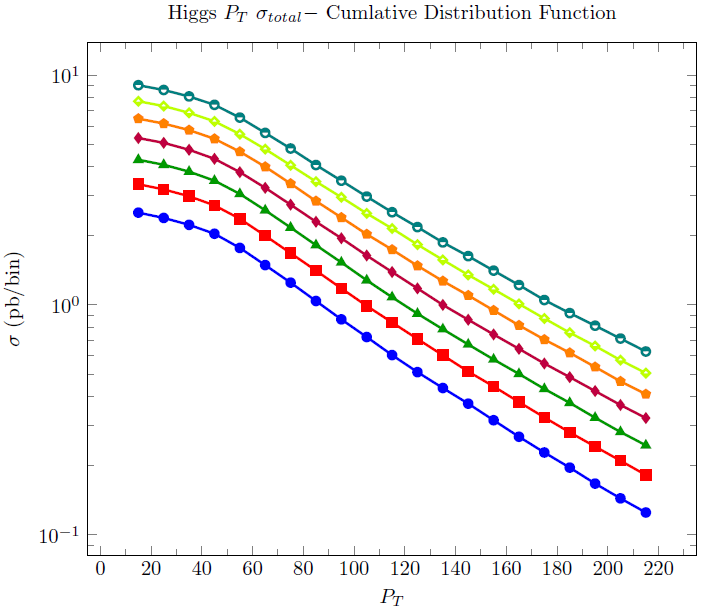 Higgs $P_T$ $\sigma_{total}-$ Cumlative Distribution Function
$10^1$
$10^0$
$10^{-1}$
σ (pb/bin)
0 20 40 60 80 100 120 140 160 180 200 220
$P_T$